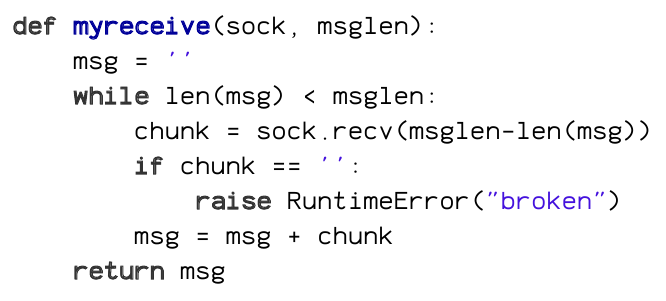 def myreceive(sock, msglen):
    msg = ''
    while len(msg) < msglen:
        chunk = sock.recv(msglen-len(msg))
        if chunk == '':
            raise RuntimeError("broken")
        msg = msg + chunk
    return msg